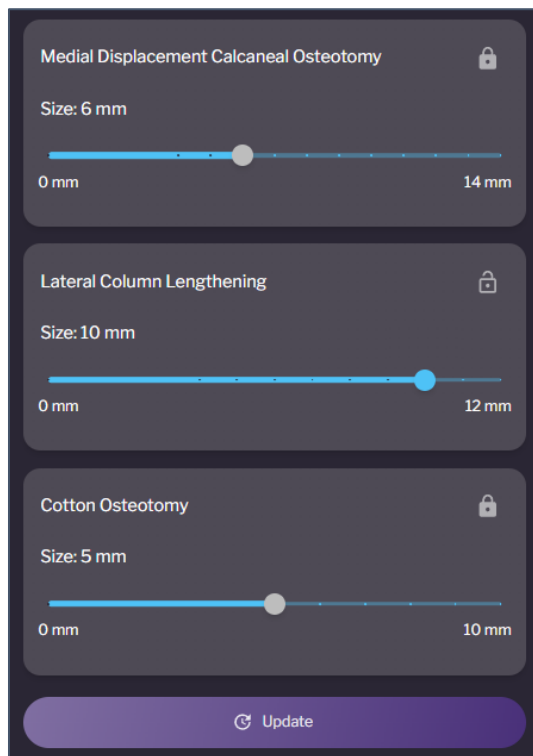 Medial Displacement Calcaneal Osteotomy
Size: 6 mm
0 mm 14 mm
Lateral Column Lengthening
Size: 10 mm
0 mm 12 mm
Cotton Osteotomy
Size: 5 mm
0 mm 10 mm
Update